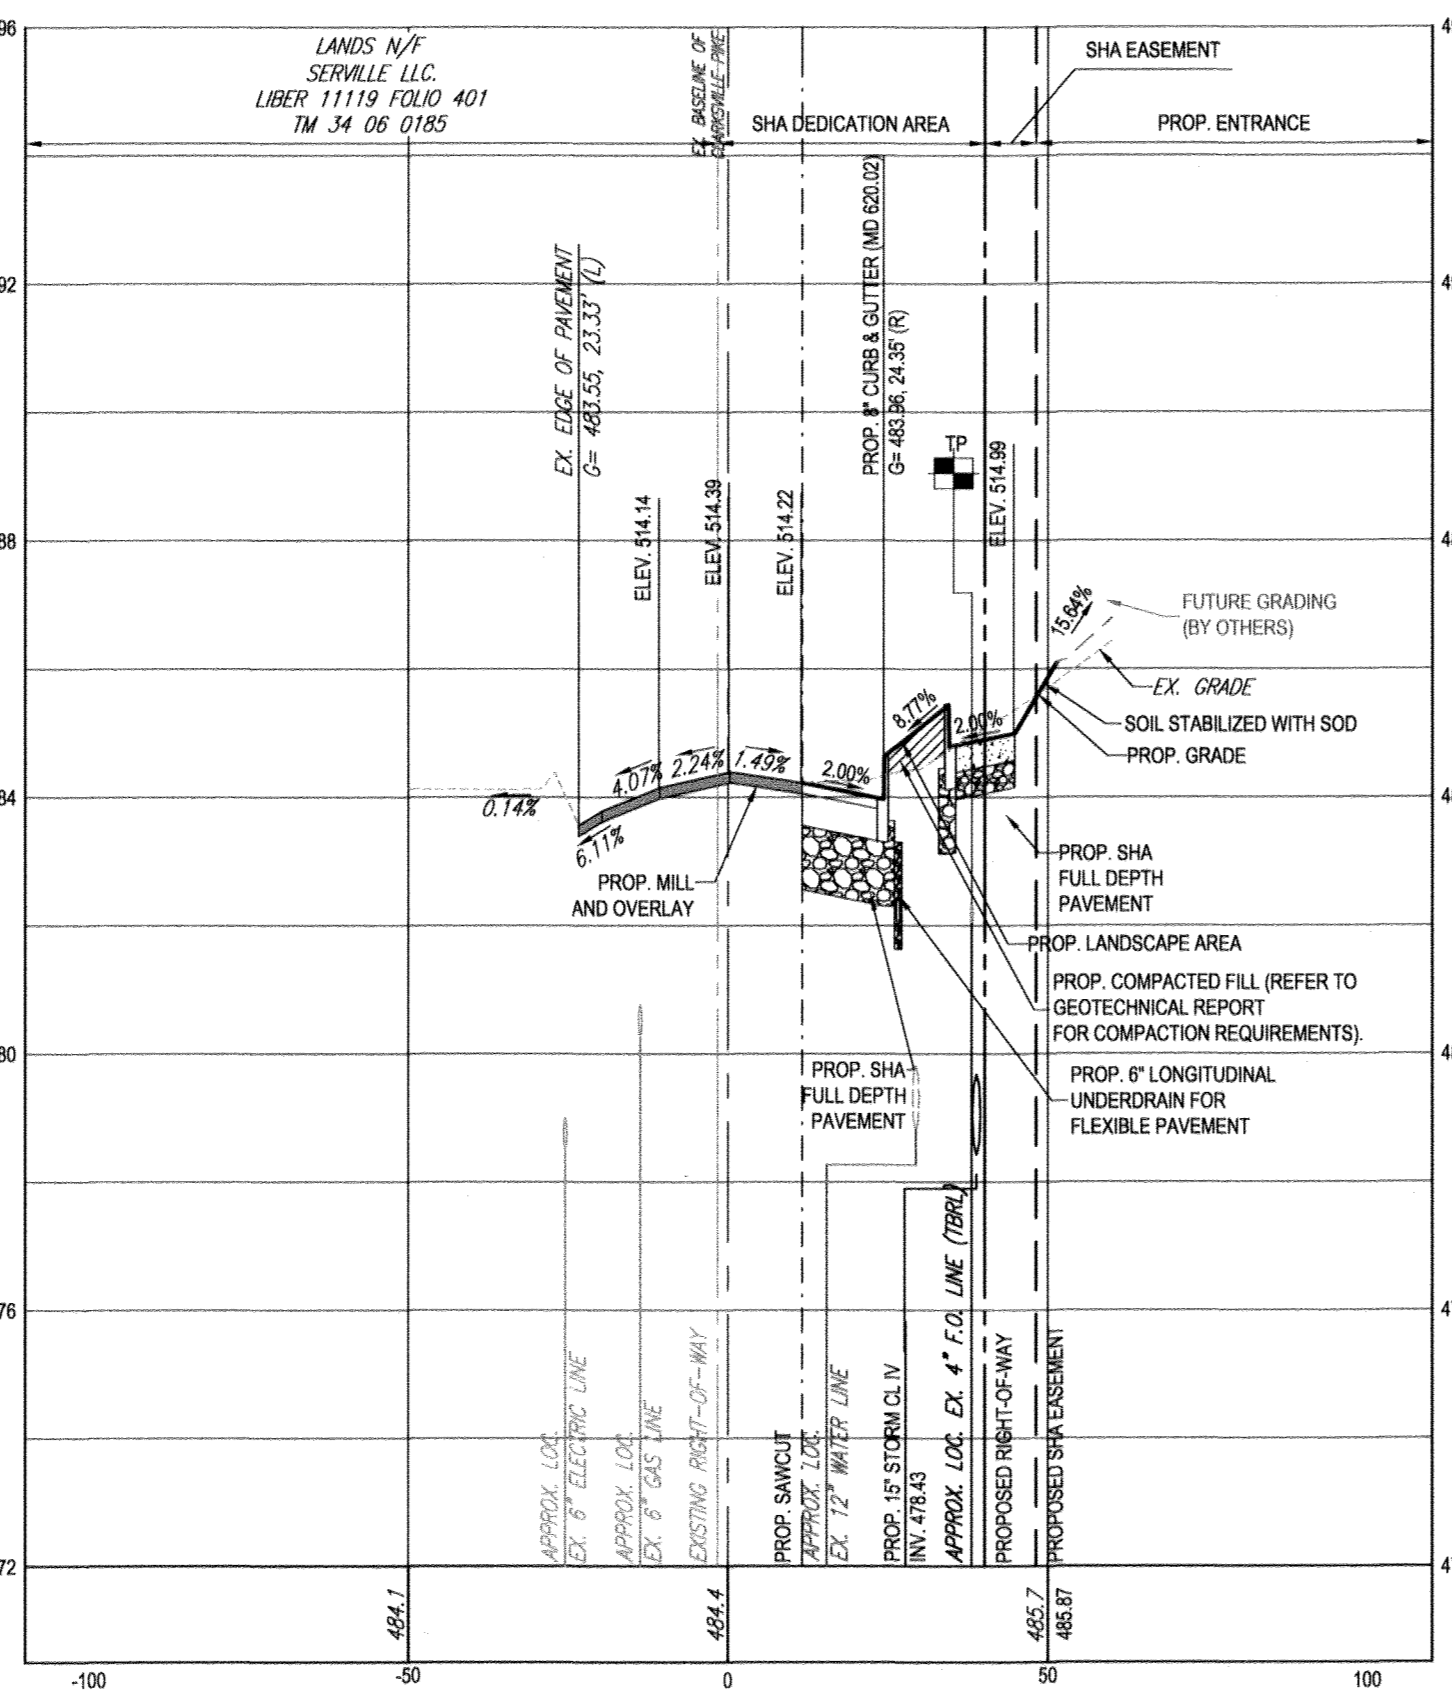 LANDS N/F
SERVILLE LLC.
LIBER 11119 FOLIO 401
TM 34 06 0185
EX. BASELINE OF
CLARKSVILLE PIKE
SHA DEDICATION AREA
SHA EASEMENT
PROP. ENTRANCE
EX. EDGE OF PAVEMENT
G= 483.55, 23.33' (L)
PROP. 8" CURB & GUTTER (MD 620.02)
G= 483.96, 24.35' (R)
TP
ELEV. 514.14
ELEV. 514.39
ELEV. 514.22
ELEV. 514.99
15.64%
FUTURE GRADING
(BY OTHERS)
EX. GRADE
SOIL STABILIZED WITH SOD
PROP. GRADE
0.14%
6.11%
4.07%
2.24%
1.49%
2.00%
8.77%
2.00%
PROP. MILL
AND OVERLAY
PROP. SHA
FULL DEPTH
PAVEMENT
PROP. LANDSCAPE AREA
PROP. COMPACTED FILL (REFER TO
GEOTECHNICAL REPORT
FOR COMPACTION REQUIREMENTS).
PROP. SHA
FULL DEPTH
PAVEMENT
PROP. 6" LONGITUDINAL
UNDERDRAIN FOR
FLEXIBLE PAVEMENT
APPROX. LOC.
EX. 6" ELECTRIC LINE
APPROX. LOC.
EX. 6" GAS LINE
EXISTING RIGHT-OF-WAY
PROP. SAWCUT
APPROX. LOC.
EX. 12" WATER LINE
PROP. 15" STORM CL IV
INV. 478.43
APPROX. LOC. EX. 4" F.O. LINE (TBRL)
PROPOSED RIGHT-OF-WAY
PROPOSED SHA EASEMENT
96
92
88
84
80
76
72
484.1
484.4
485.7
485.87
-100
-50
0
50
100